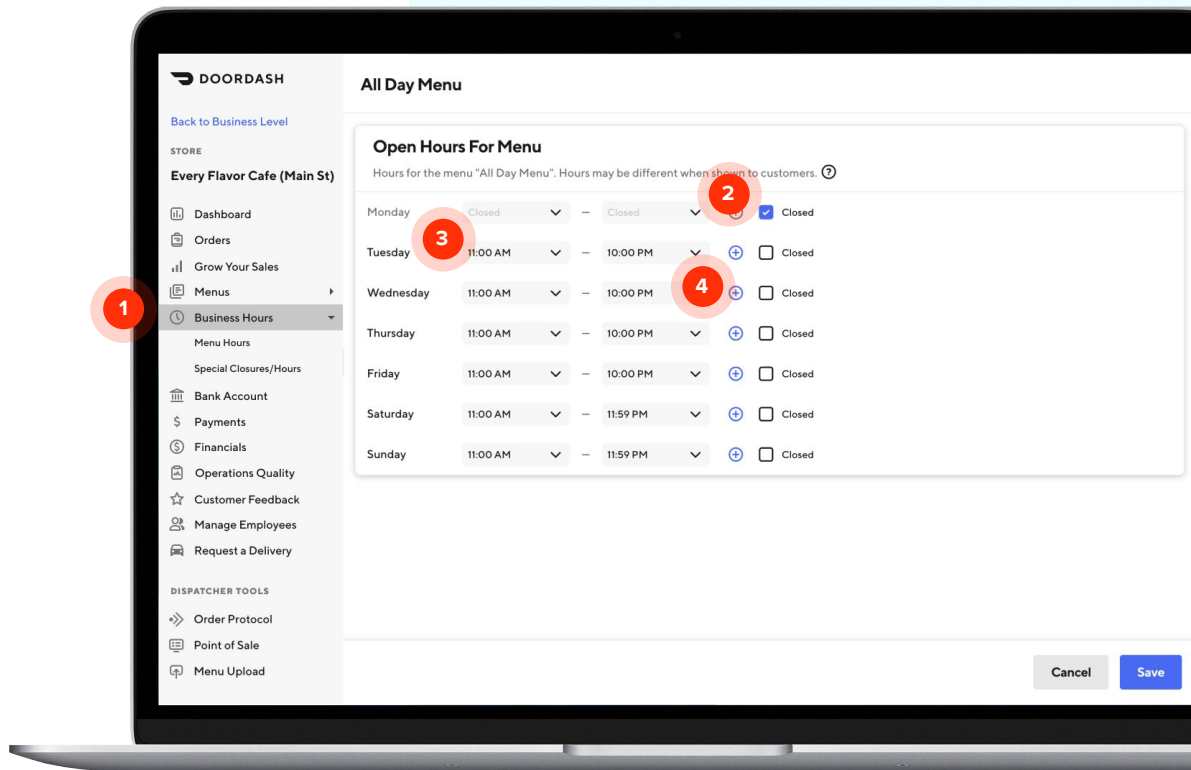 DOORDASH
Back to Business Level
STORE
Every Flavor Cafe (Main St)
Dashboard
Orders
Grow Your Sales
Menus
1
Business Hours
Menu Hours
Special Closures/Hours
Bank Account
$ Payments
Financials
Operations Quality
Customer Feedback
Manage Employees
Request a Delivery
DISPATCHER TOOLS
Order Protocol
Point of Sale
Menu Upload
All Day Menu
Open Hours For Menu
Hours for the menu "All Day Menu". Hours may be different when shown to customers. ?
2
Monday Closed – Closed Closed
3
Tuesday 11:00 AM – 10:00 PM Closed
4
Wednesday 11:00 AM – 10:00 PM Closed
Thursday 11:00 AM – 10:00 PM Closed
Friday 11:00 AM – 10:00 PM Closed
Saturday 11:00 AM – 11:59 PM Closed
Sunday 11:00 AM – 11:59 PM Closed
Cancel Save